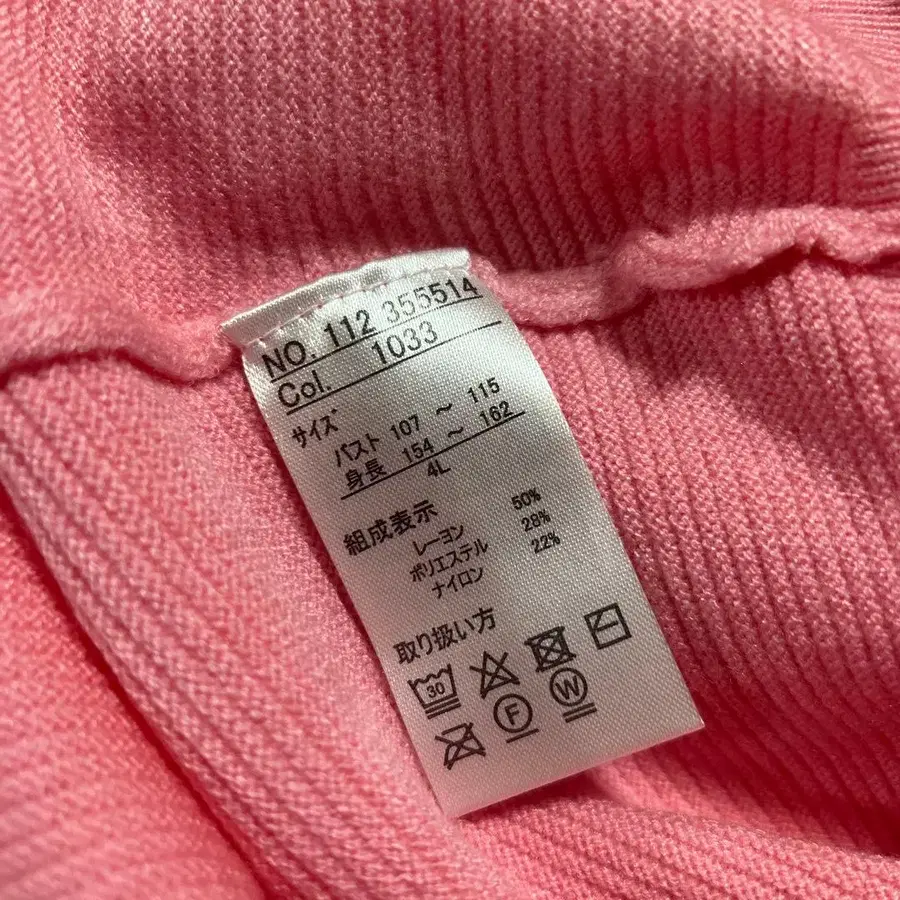 NO. 112 355514
Col. 1033
サイズ
バスト 107 ～ 115
身長 154 ～ 162
4L
組成表示
レーヨン 50%
ポリエステル 28%
ナイロン 22%
取り扱い方
30
F W